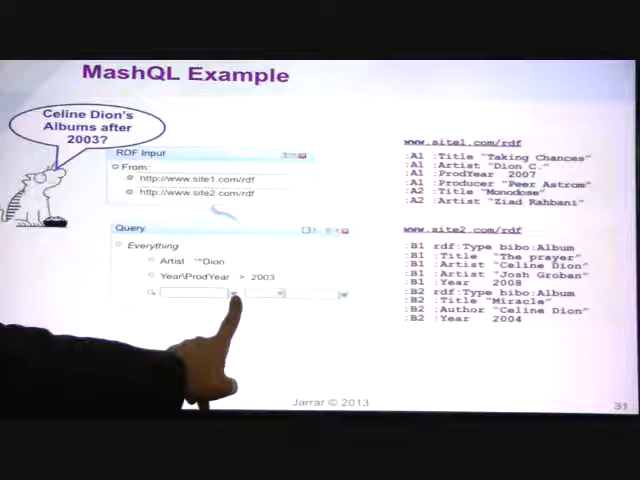 MashQL Example
Celine Dion's
Albums after
2003?
RDF Input
From:
http://www.site1.com/rdf
http://www.site2.com/rdf
Query
Everything
Artist "^Dion
Year\ProdYear > 2003
www.site1.com/rdf
:A1 :Title "Taking Chances"
:A1 :Artist "Dion C."
:A1 :ProdYear 2007
:A1 :Producer "Peer Astrom"
:A2 :Title "Monodose"
:A2 :Artist "Ziad Rahbani"
www.site2.com/rdf
:B1 rdf:Type bibo:Album
:B1 :Title "The prayer"
:B1 :Artist "Celine Dion"
:B1 :Artist "Josh Groban"
:B1 :Year 2008
:B2 rdf:Type bibo:Album
:B2 :Title "Miracle"
:B2 :Author "Celine Dion"
:B2 :Year 2004
Jarrar © 2013
31